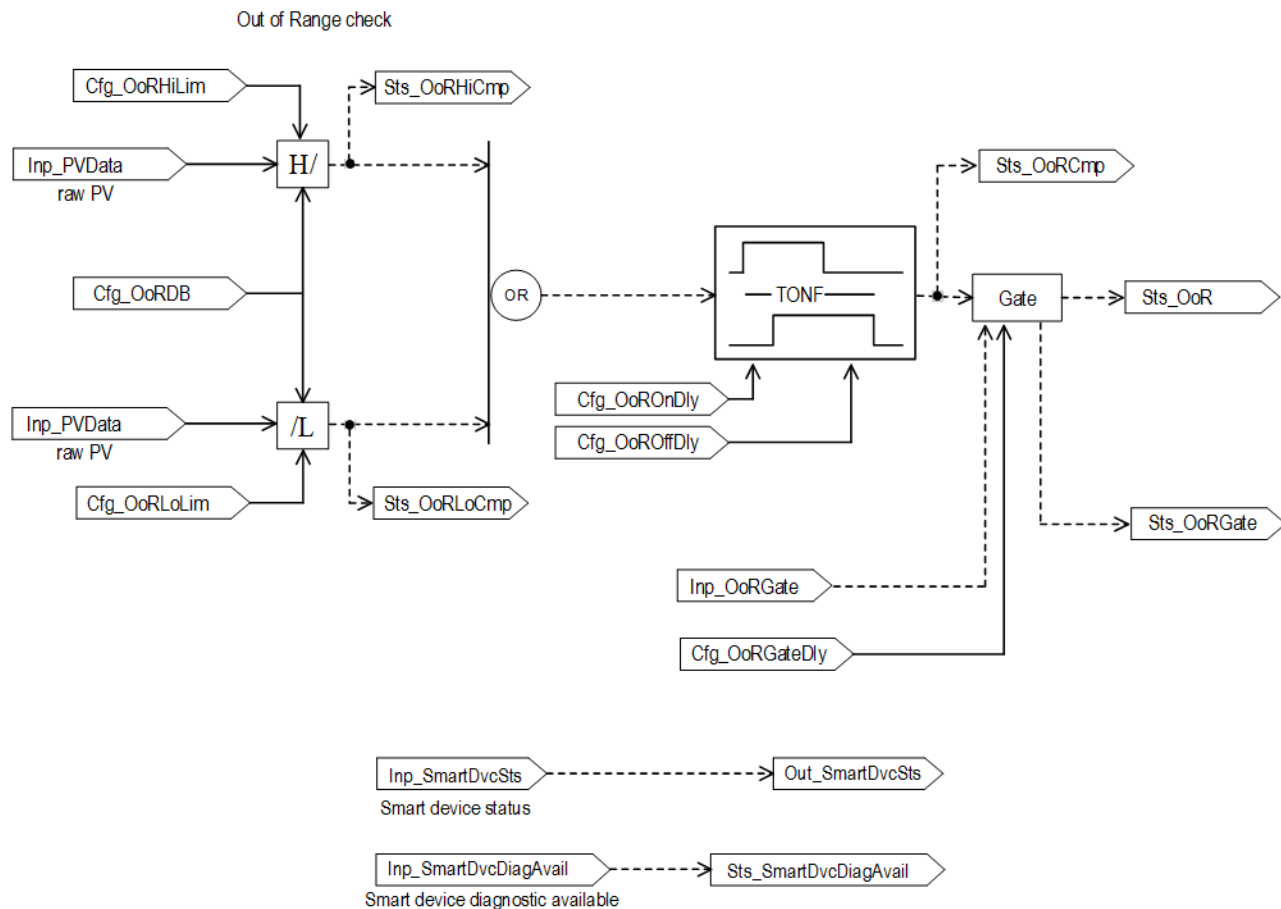 Out of Range check
Cfg_OoRHiLim
Sts_OoRHiCmp
Inp_PVData
raw PV
H/
Sts_OoRCmp
Cfg_OoRDB
OR
TONF
Gate
Sts_OoR
Cfg_OoROnDly
Inp_PVData
raw PV
/L
Cfg_OoROffDly
Cfg_OoRLoLim
Sts_OoRLoCmp
Sts_OoRGate
Inp_OoRGate
Cfg_OoRGateDly
Inp_SmartDvcSts
Out_SmartDvcSts
Smart device status
Inp_SmartDvcDiagAvail
Sts_SmartDvcDiagAvail
Smart device diagnostic available